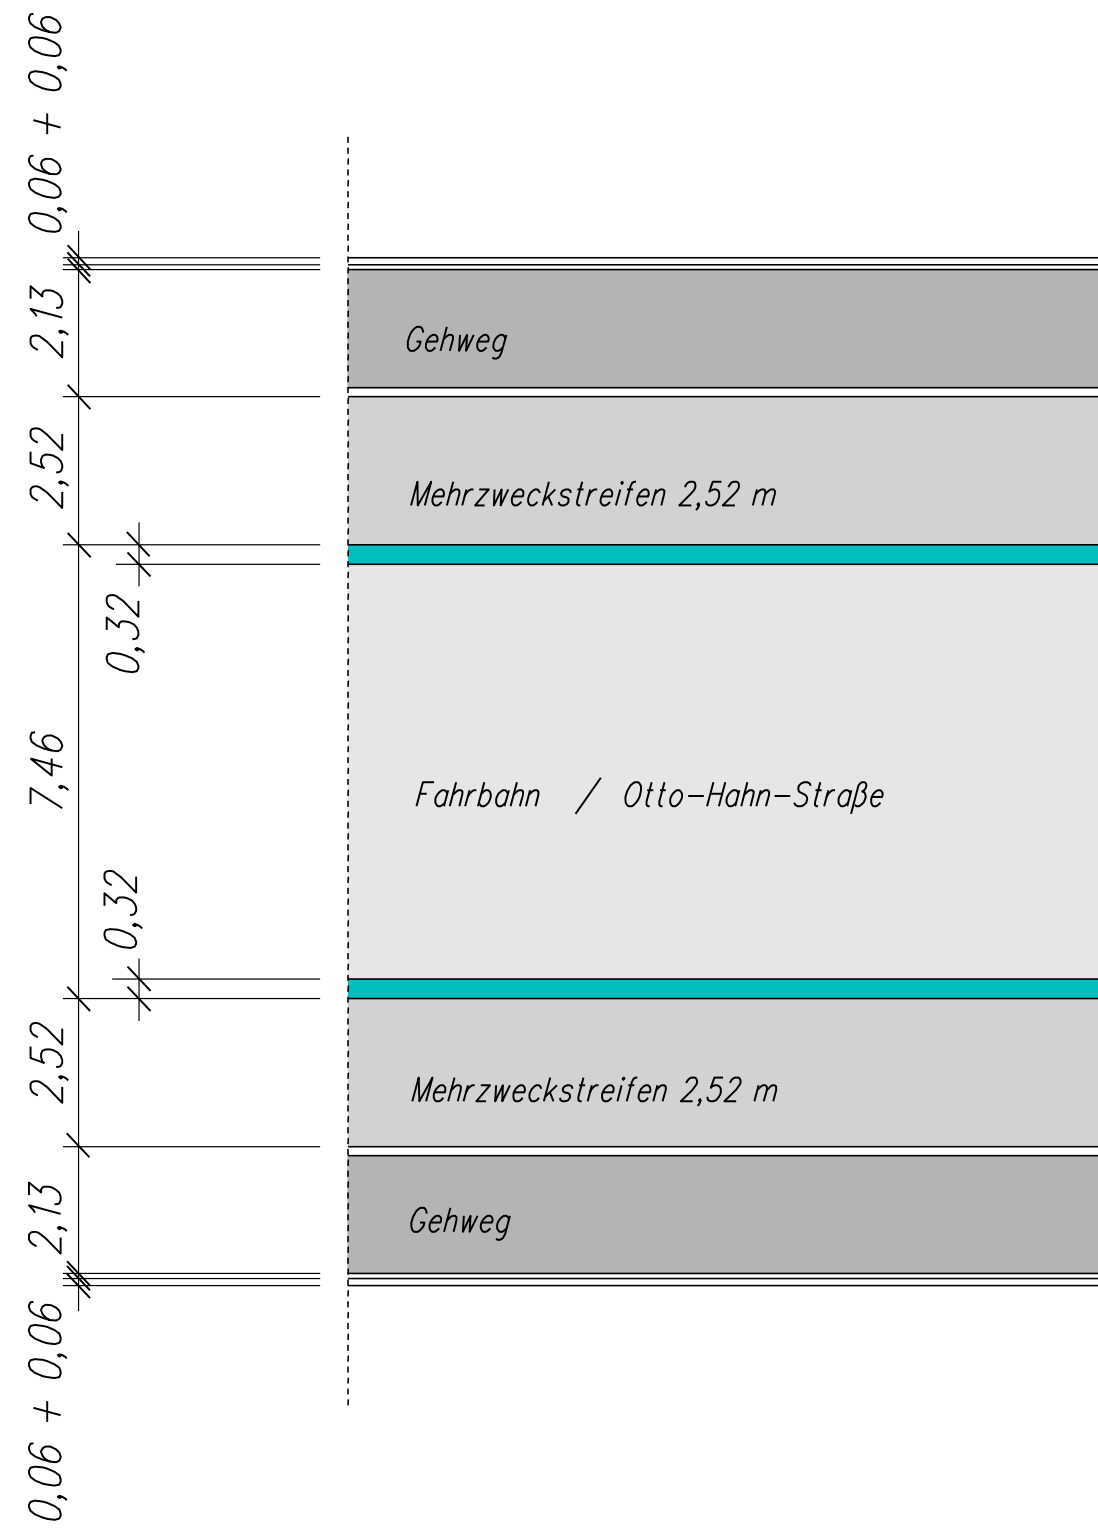 0,06 + 0,06
2,13
Gehweg
2,52
Mehrzweckstreifen 2,52 m
0,32
7,46
Fahrbahn / Otto-Hahn-Straße
0,32
2,52
Mehrzweckstreifen 2,52 m
2,13
Gehweg
0,06 + 0,06